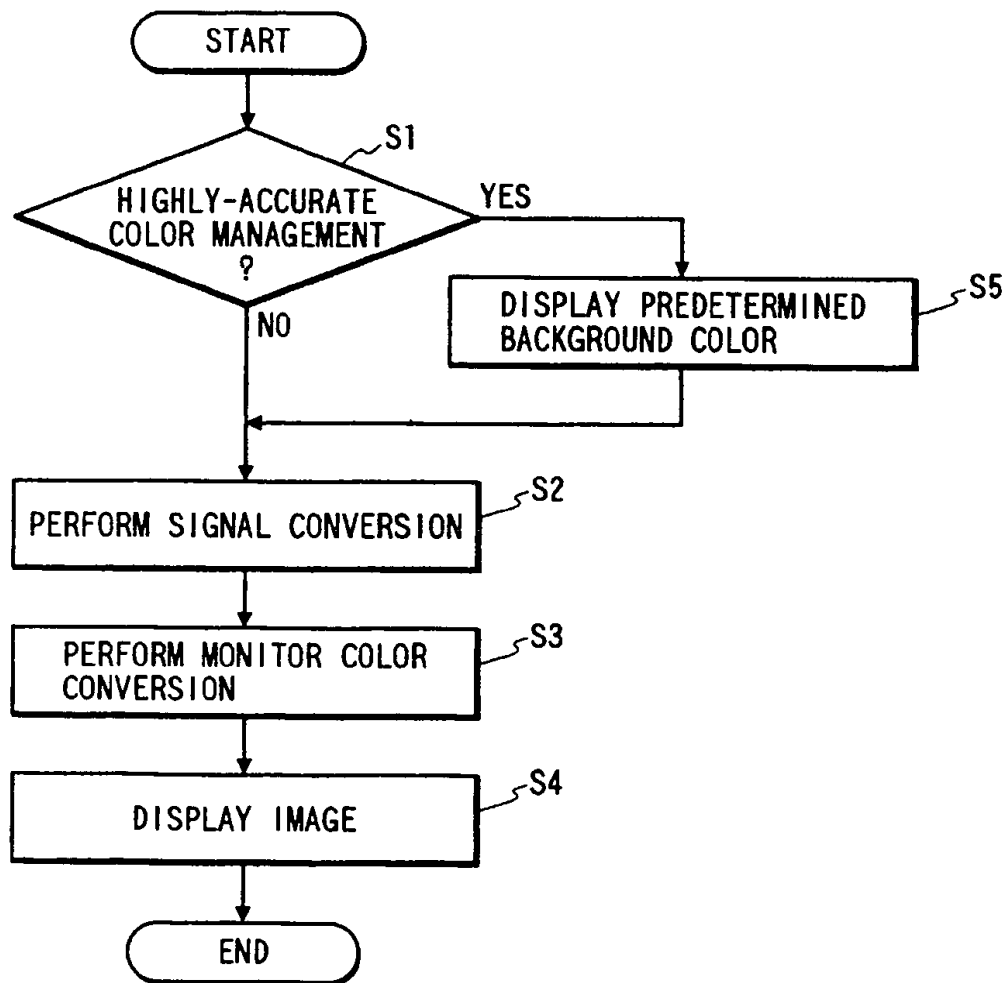 START
S1
HIGHLY-ACCURATE
COLOR MANAGEMENT
?
YES
NO
S5
DISPLAY PREDETERMINED
BACKGROUND COLOR
S2
PERFORM SIGNAL CONVERSION
S3
PERFORM MONITOR COLOR
CONVERSION
S4
DISPLAY IMAGE
END